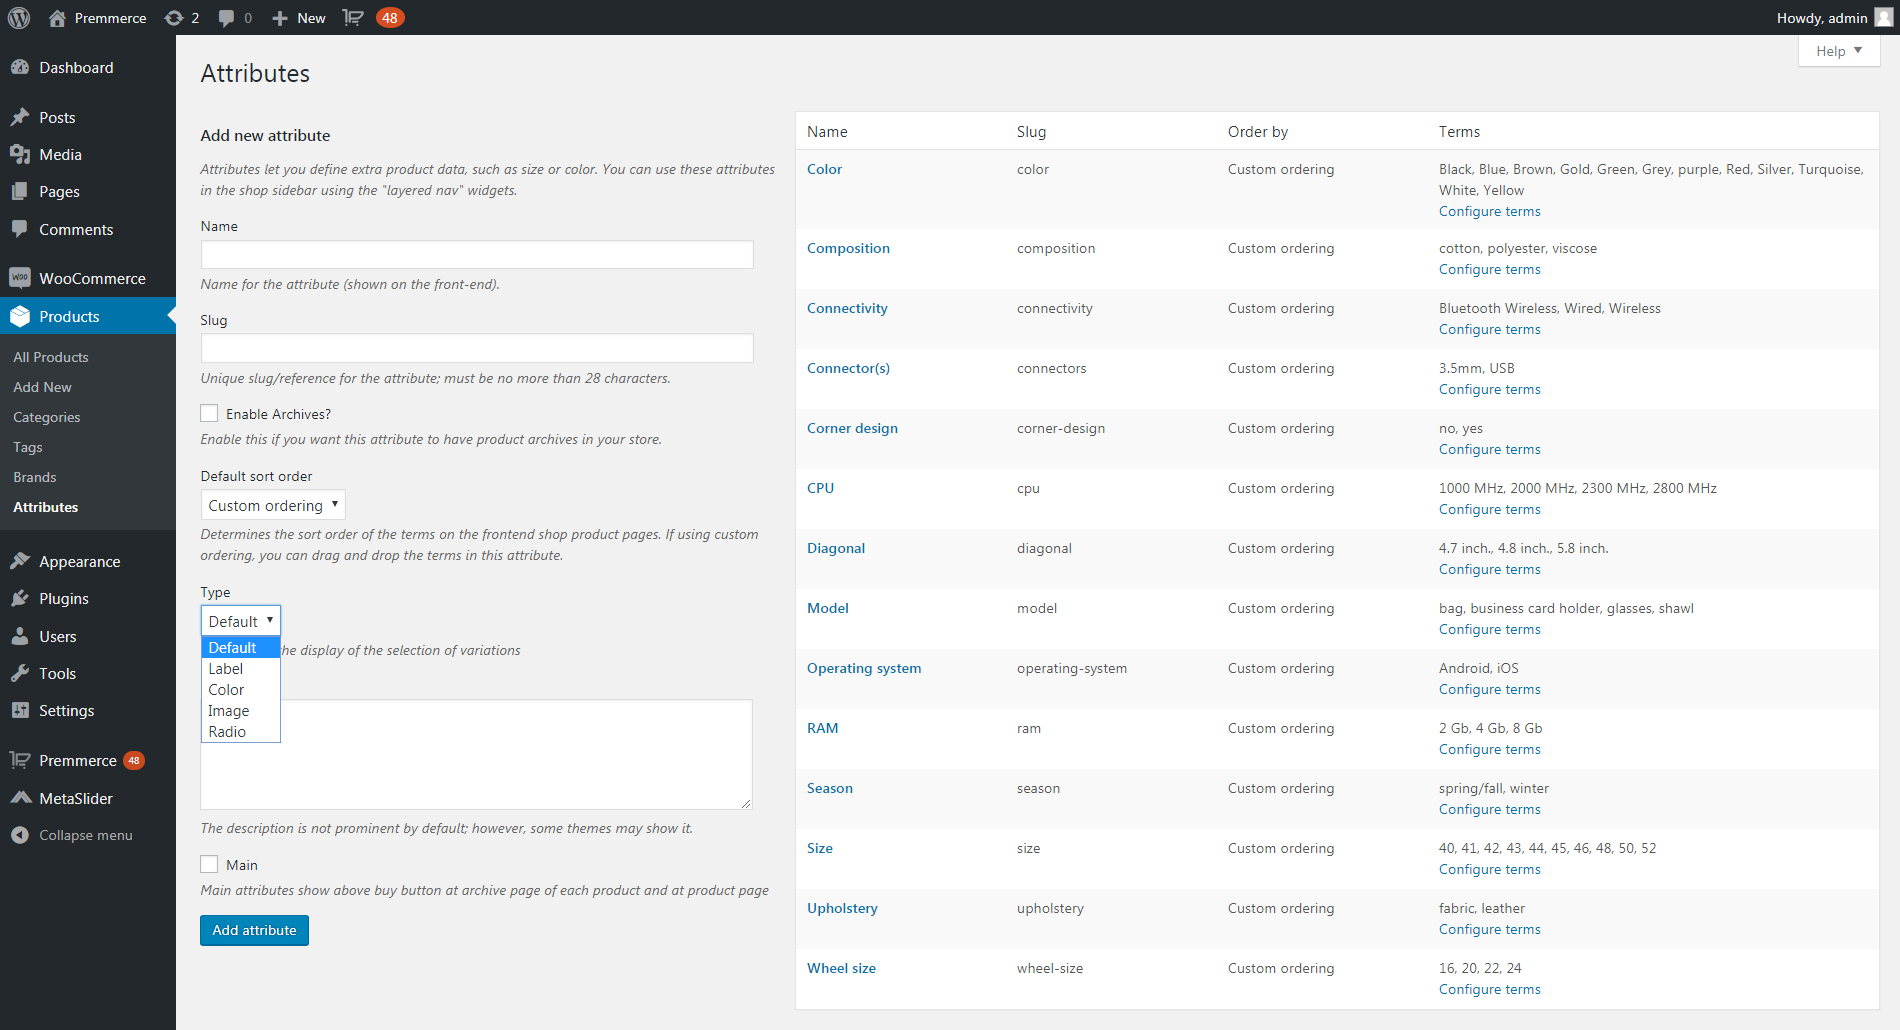 Premmerce 2 0 New 48 Howdy, admin
Help
Dashboard
Posts
Media
Pages
Comments
WOO WooCommerce
Products
All Products
Add New
Categories
Tags
Brands
Attributes
Appearance
Plugins
Users
Tools
Settings
Premmerce 48
MetaSlider
Collapse menu
Attributes
Add new attribute
Attributes let you define extra product data, such as size or color. You can use these attributes
in the shop sidebar using the "layered nav" widgets.
Name
Name for the attribute (shown on the front-end).
Slug
Unique slug/reference for the attribute; must be no more than 28 characters.
Enable Archives?
Enable this if you want this attribute to have product archives in your store.
Default sort order
Custom ordering
Determines the sort order of the terms on the frontend shop product pages. If using custom
ordering, you can drag and drop the terms in this attribute.
Type
Default
Default
the display of the selection of variations
Label
Color
Image
Radio
The description is not prominent by default; however, some themes may show it.
Main
Main attributes show above buy button at archive page of each product and at product page
Add attribute
Name Slug Order by Terms
Color color Custom ordering Black, Blue, Brown, Gold, Green, Grey, purple, Red, Silver, Turquoise,
White, Yellow
Configure terms
Composition composition Custom ordering cotton, polyester, viscose
Configure terms
Connectivity connectivity Custom ordering Bluetooth Wireless, Wired, Wireless
Configure terms
Connector(s) connectors Custom ordering 3.5mm, USB
Configure terms
Corner design corner-design Custom ordering no, yes
Configure terms
CPU cpu Custom ordering 1000 MHz, 2000 MHz, 2300 MHz, 2800 MHz
Configure terms
Diagonal diagonal Custom ordering 4.7 inch., 4.8 inch., 5.8 inch.
Configure terms
Model model Custom ordering bag, business card holder, glasses, shawl
Configure terms
Operating system operating-system Custom ordering Android, iOS
Configure terms
RAM ram Custom ordering 2 Gb, 4 Gb, 8 Gb
Configure terms
Season season Custom ordering spring/fall, winter
Configure terms
Size size Custom ordering 40, 41, 42, 43, 44, 45, 46, 48, 50, 52
Configure terms
Upholstery upholstery Custom ordering fabric, leather
Configure terms
Wheel size wheel-size Custom ordering 16, 20, 22, 24
Configure terms